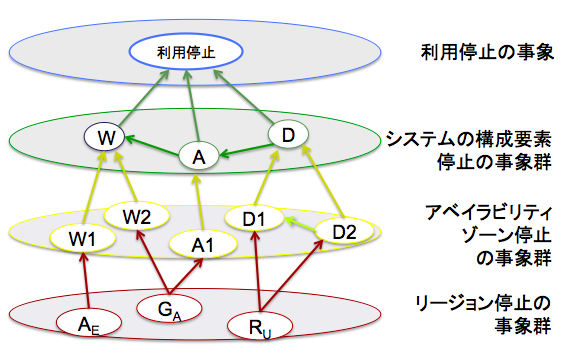 利用停止
利用停止の事象
W
A
D
システムの構成要素
停止の事象群
W1
W2
A1
D1
D2
アベイラビリティ
ゾーン停止
の事象群
AE
GA
RU
リージョン停止の
事象群